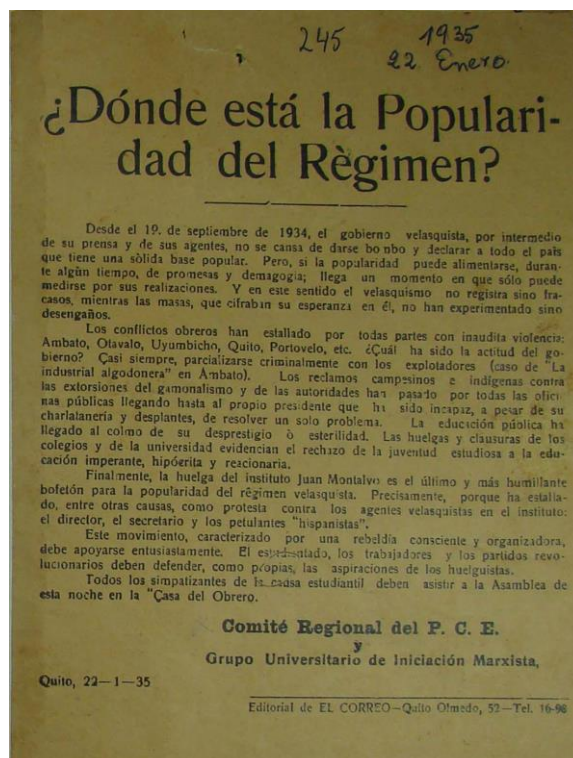 245
1935
22 Enero.
¿Dónde está la Populari-
dad del Règimen?
Desde el 19. de septiembre de 1934, el gobierno velasquista, por intermedio
de su prensa y de sus agentes, no se cansa de darse bo nbo y declarar a todo el país
que tiene una sòlida base popular. Pero, si la popularidad puede alimentarse, duran-
te algún tiempo, de promesas y demagogia; llega un momento en que sólo puede
medirse por sus realizaciones. Y en este sentido el velasquismo no registra sino fra-
casos, mientras las masas, que cifraban su esperanza en él, no han experimentado sino
desengaños.
Los conflictos obreros han estallado por todas partes con inaudita violencia:
Ambato, Otavalo, Uyumbicho, Quito, Portovelo, etc. ¿Cuál ha sido la actitud del go-
bierno? Çasi siempre, parcializarse criminalmente con los explotadores (caso de "La
industrial algodonera" en Ambato). Los reclamos campesinos e indígenas contra
las extorsiones del gamonalismo y de las autoridades han pasado por todas las ofici-
nas públicas llegando hasta al propio presidente que ha sido incapaz, a pesar de su
charlatanería y desplantes, de resolver un solo problema. La educación pública ha
llegado al colmo de su desprestigio ò esterilidad. Las huelgas y clausuras de los
colegios y de la universidad evidencian el rechazo de la juventud estudiosa a la edu-
cación imperante, hipòzrita y reacionaria.
Finalmente, la huelga del instituto Juan Montalvo es el último y más humillante
bofetón para la popularidad del règimen velasquista. Precisamente, porque ha estalla-
do, entre otras causas, como protesta contra los agentes velasquistas en el instituto:
el director, el secretario y los petulantes "hispanistas".
Este movimiento, caracterizado por una rebeldía consciente y organizadora,
debe apoyarse entusiastamente. El los trabajadores y los partidos revo-
lucionarios deben defender, como propias, las aspiraciones de los huelguistas.
Todos los simpatizantes de la causa estudiantil deben asistir a la Asamblea de
esta noche en la "Çasa del Obrero.
Comité Regional del P. C. E.
y
Grupo Universitario de Iniciación Marxista,
Quito, 22—1—35
Editorial de EL CORREO—Quito Olmedo, 52—Tel. 16-98